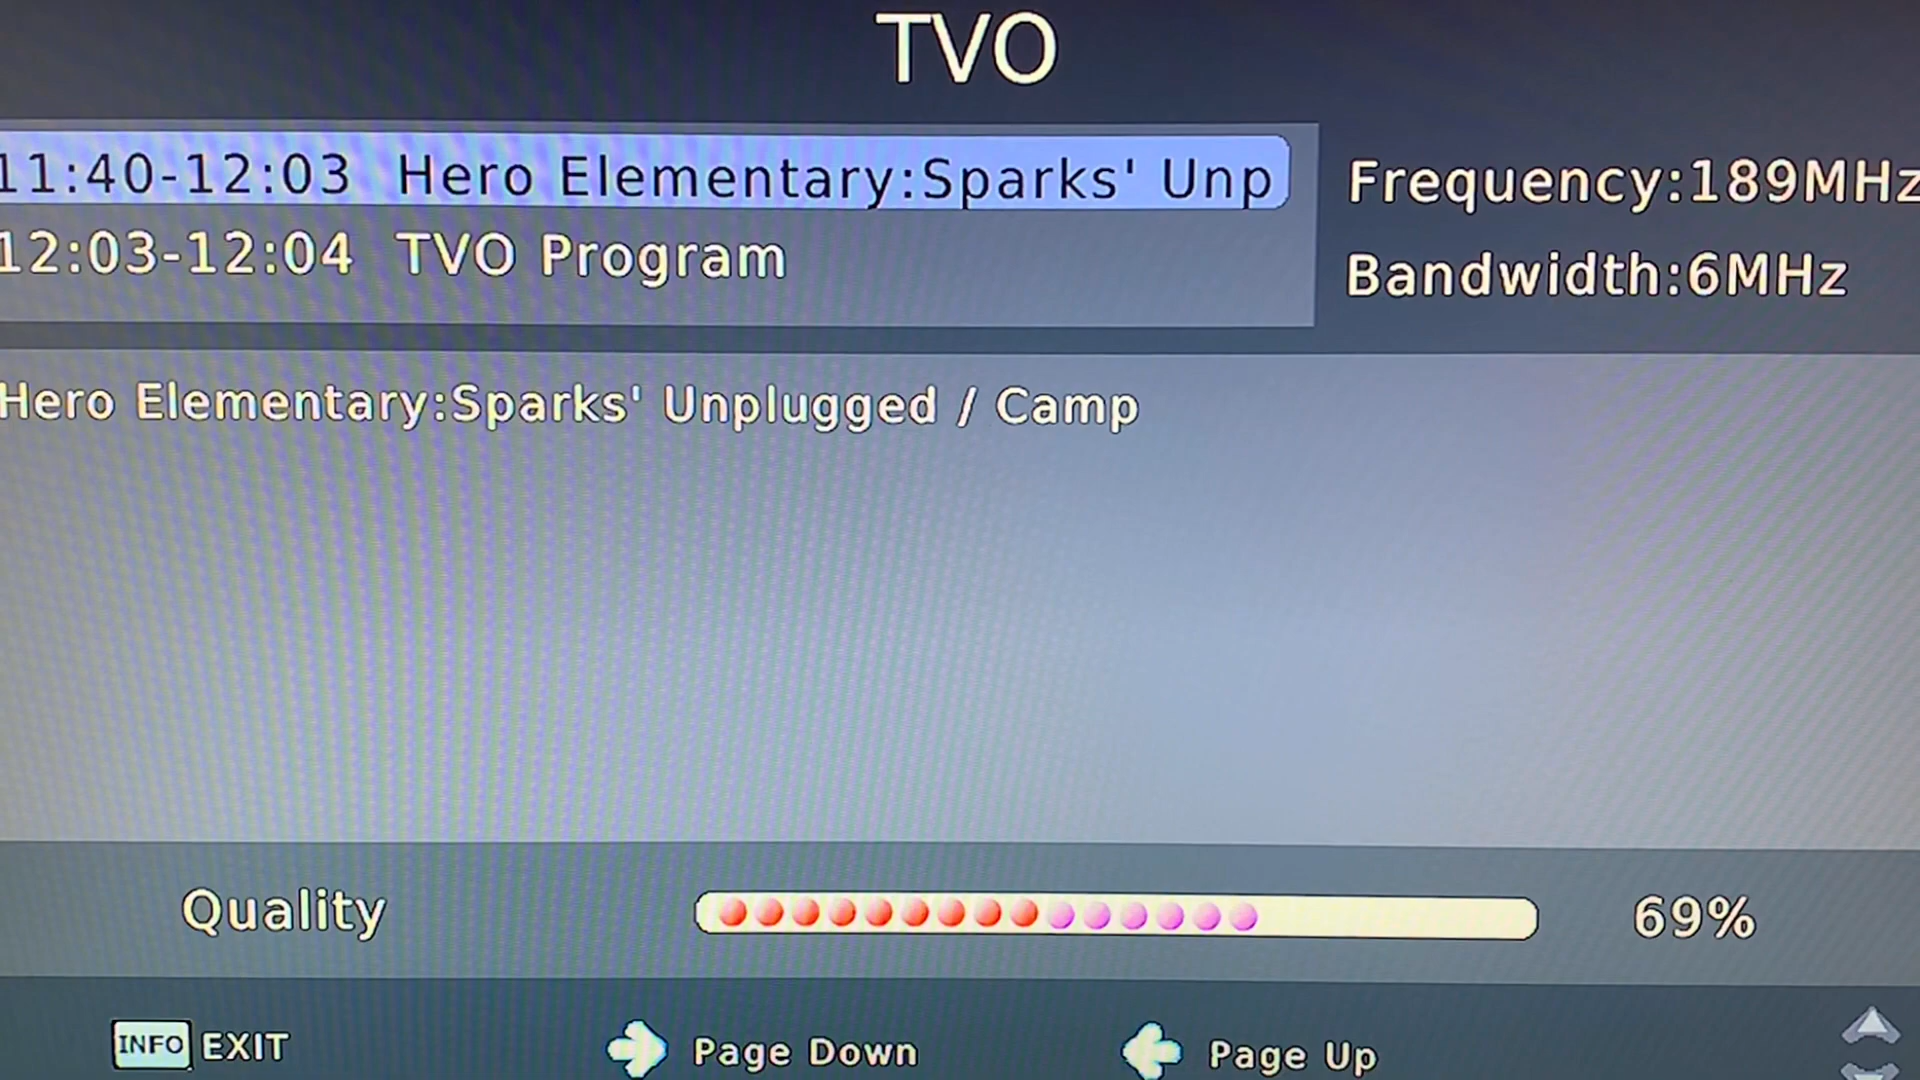 TVO
11:40-12:03 Hero Elementary:Sparks' Unp
12:03-12:04 TVO Program
Frequency:189MHz
Bandwidth:6MHz
Hero Elementary:Sparks' Unplugged / Camp
Quality 69%
INFO EXIT Page Down Page Up